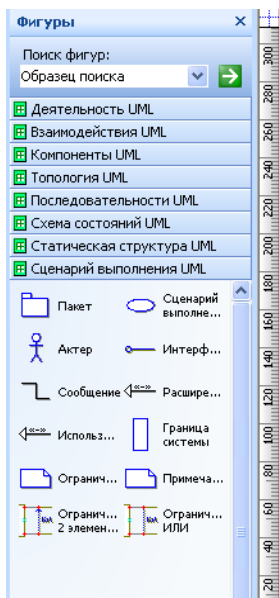 Фигуры
Поиск фигур:
Образец поиска
Деятельность UML
Взаимодействия UML
Компоненты UML
Топология UML
Последовательности UML
Схема состояний UML
Статическая структура UML
Сценарий выполнения UML
Пакет
Сценарий
выполне...
Актер
Интерф...
Сообщение
Расшире...
Использ...
Граница
системы
Огранич...
Примеча...
Огранич...
2 элемен...
Огранич...
ИЛИ
300
280
260
240
220
200
180
160
140
120
100
80
60
40
20